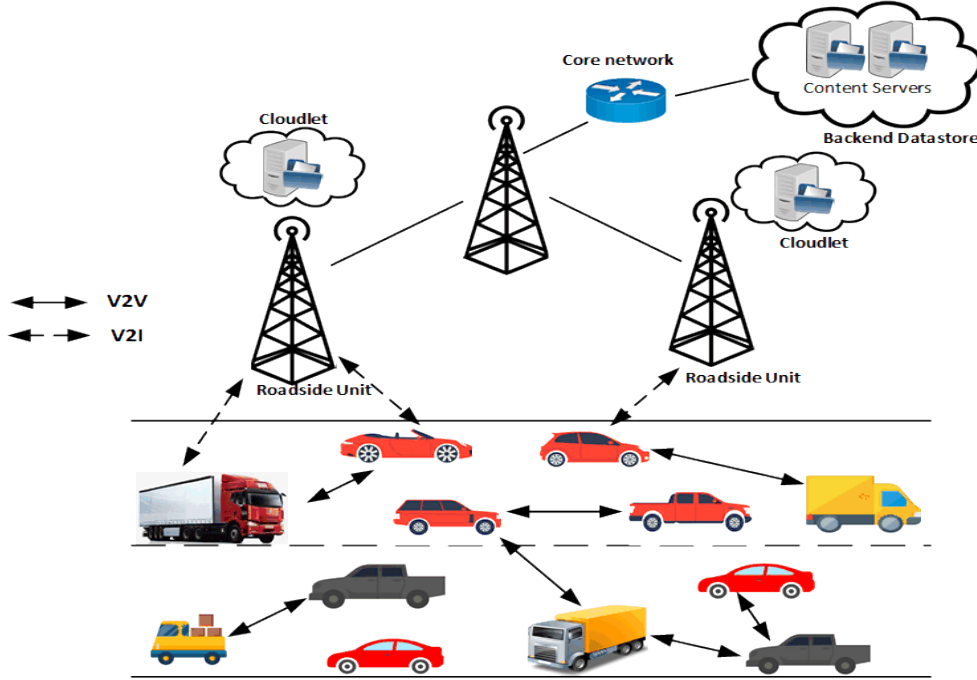 Core network
Content Servers
Backend Datastore
Cloudlet
Cloudlet
V2V
V2I
Roadside Unit
Roadside Unit